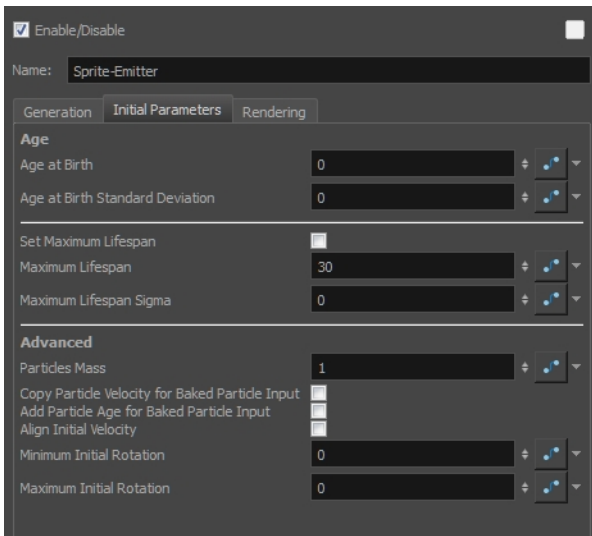 Enable/Disable
Name: Sprite-Emitter
Generation Initial Parameters Rendering
Age
Age at Birth 0
Age at Birth Standard Deviation 0
Set Maximum Lifespan
Maximum Lifespan 30
Maximum Lifespan Sigma 0
Advanced
Particles Mass 1
Copy Particle Velocity for Baked Particle Input
Add Particle Age for Baked Particle Input
Align Initial Velocity
Minimum Initial Rotation 0
Maximum Initial Rotation 0